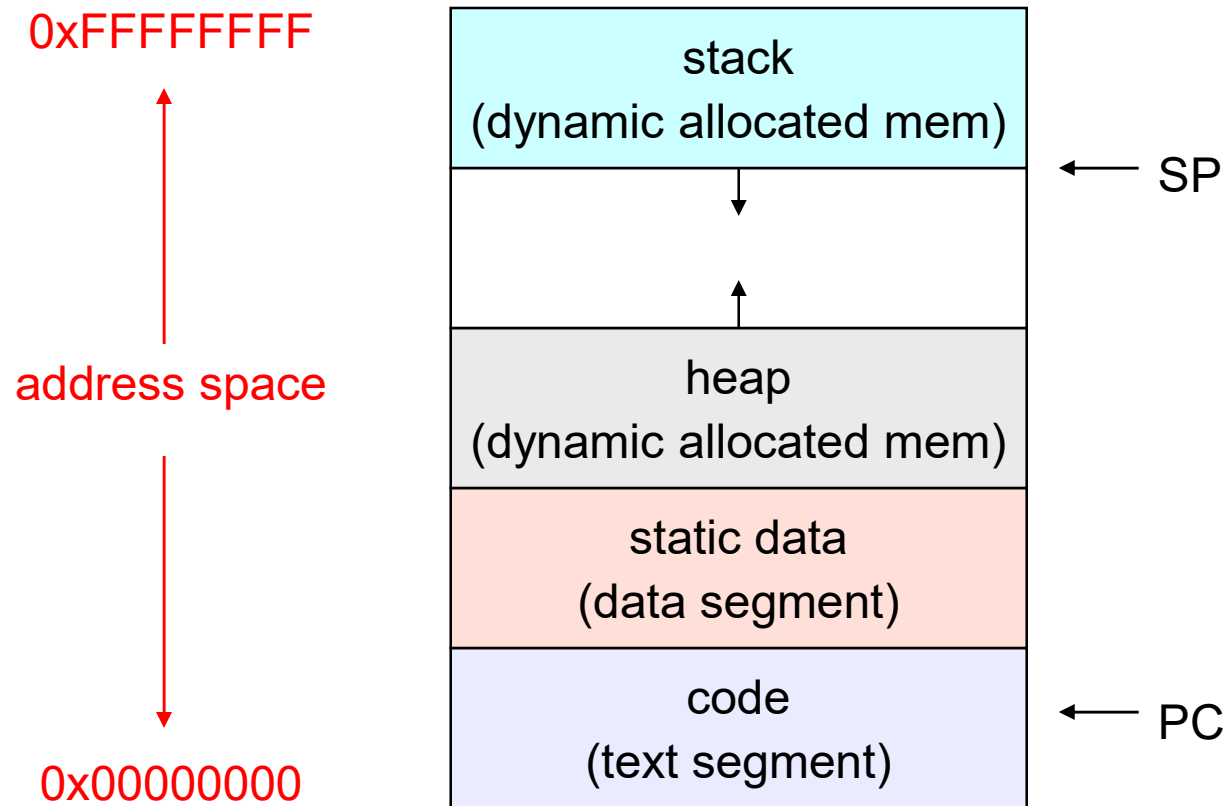 0xFFFFFFFF
stack
(dynamic allocated mem)
SP
address space
heap
(dynamic allocated mem)
static data
(data segment)
code
(text segment)
PC
0x00000000